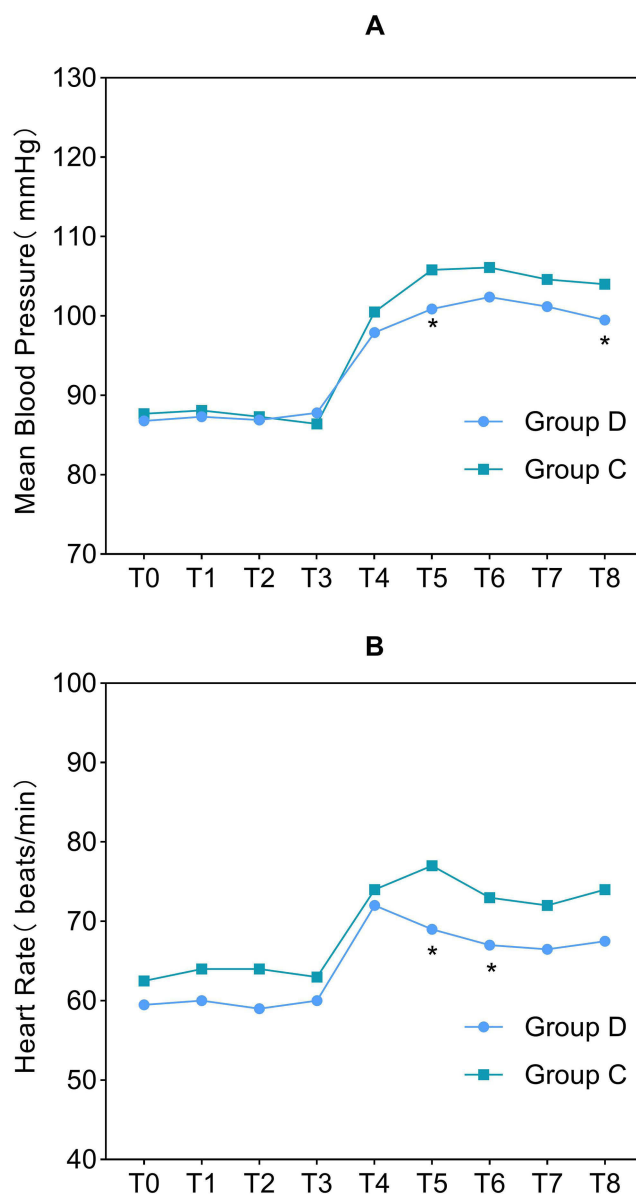 A
130
120
110
100
90
80
70
Mean Blood Pressure( mmHg)
*
*
Group D
Group C
T0 T1 T2 T3 T4 T5 T6 T7 T8
B
100
90
80
70
60
50
40
Heart Rate( beats/min)
*
*
Group D
Group C
T0 T1 T2 T3 T4 T5 T6 T7 T8